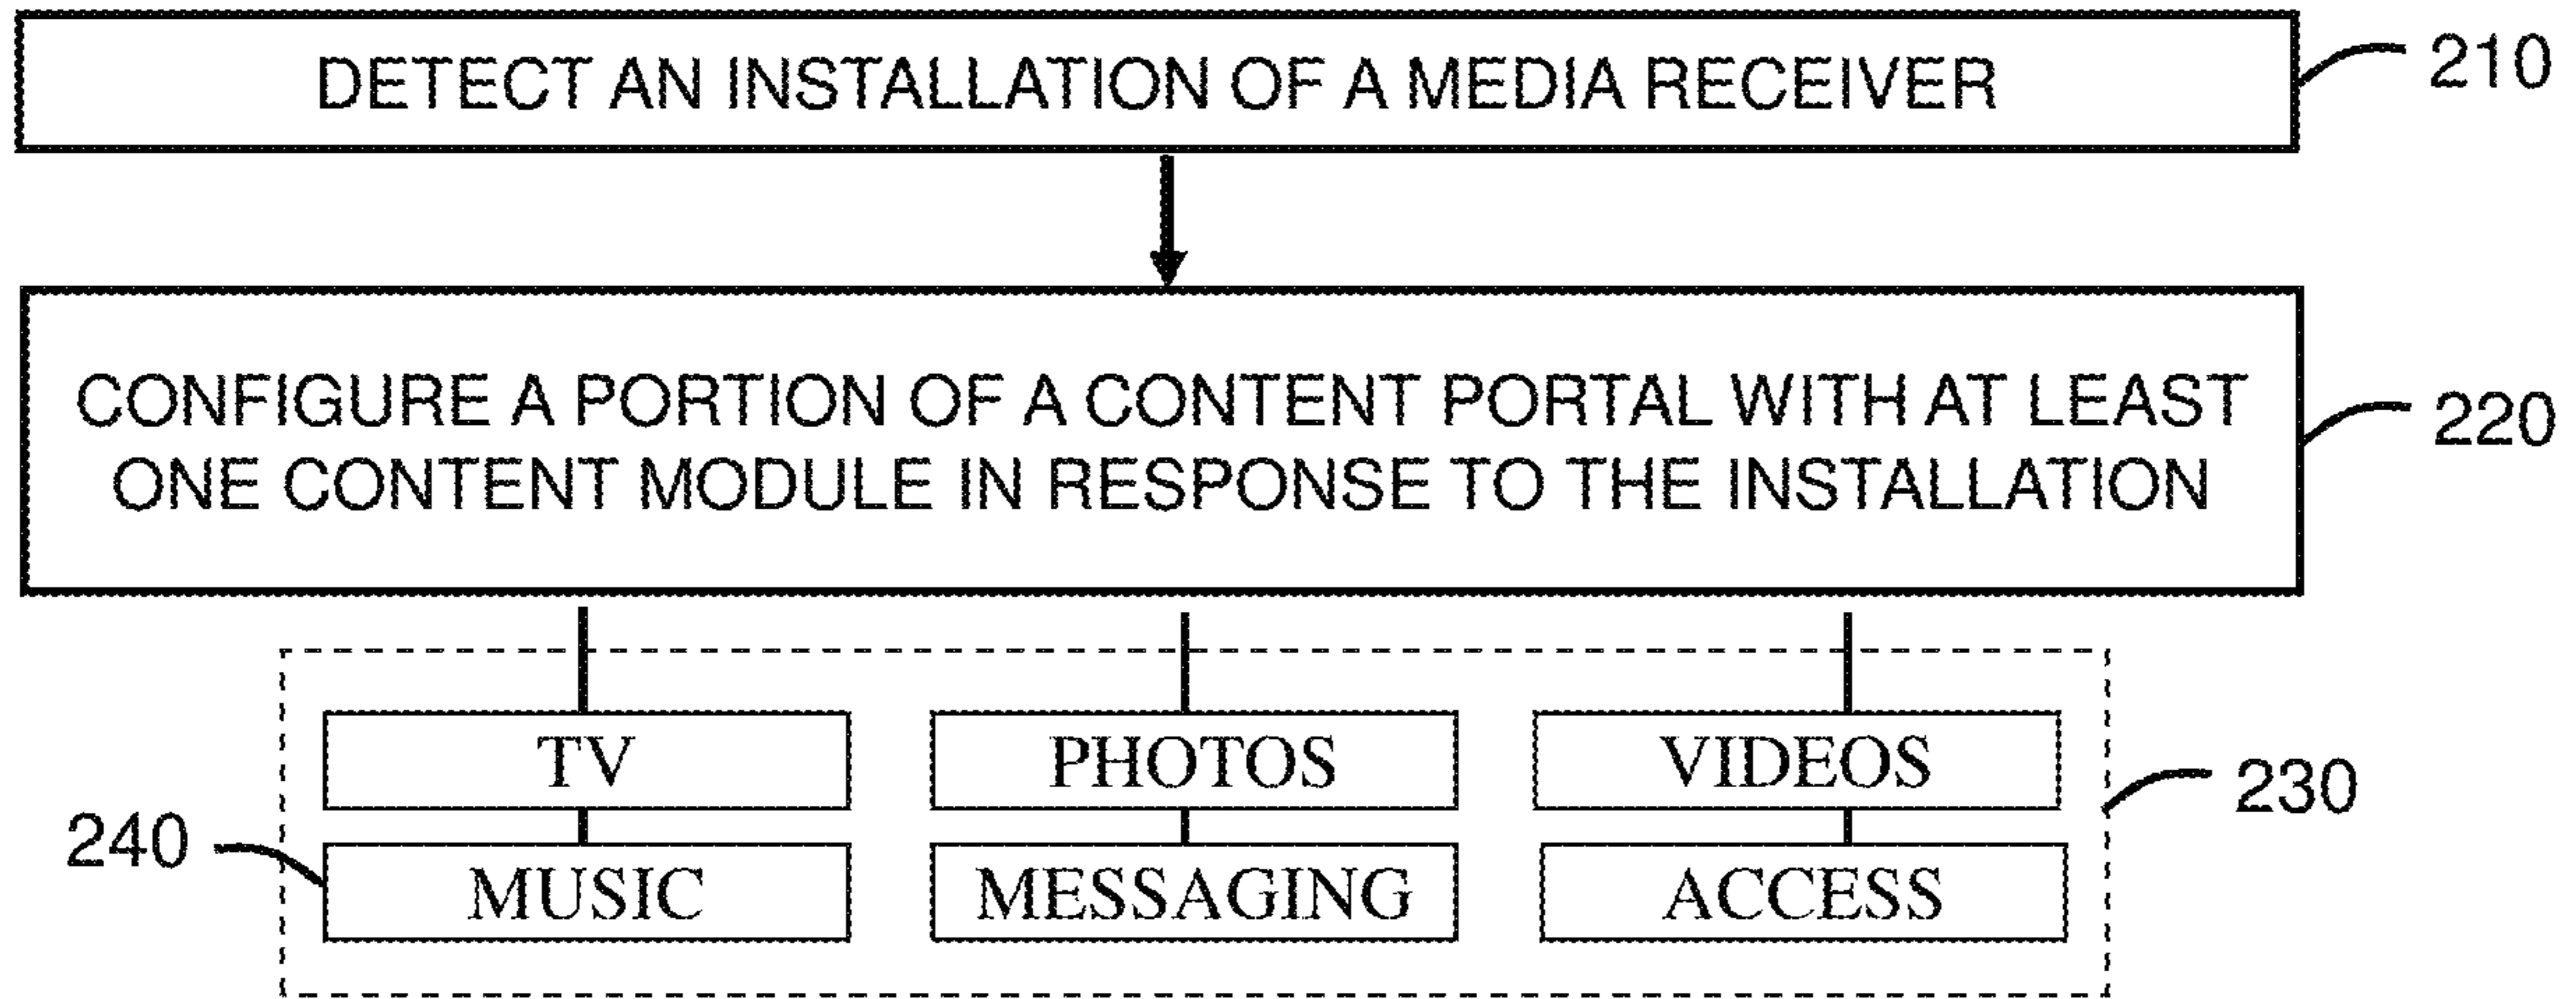 DETECT AN INSTALLATION OF A MEDIA RECEIVER
210
CONFIGURE A PORTION OF A CONTENT PORTAL WITH AT LEAST
ONE CONTENT MODULE IN RESPONSE TO THE INSTALLATION
220
TV
PHOTOS
VIDEOS
230
240
MUSIC
MESSAGING
ACCESS